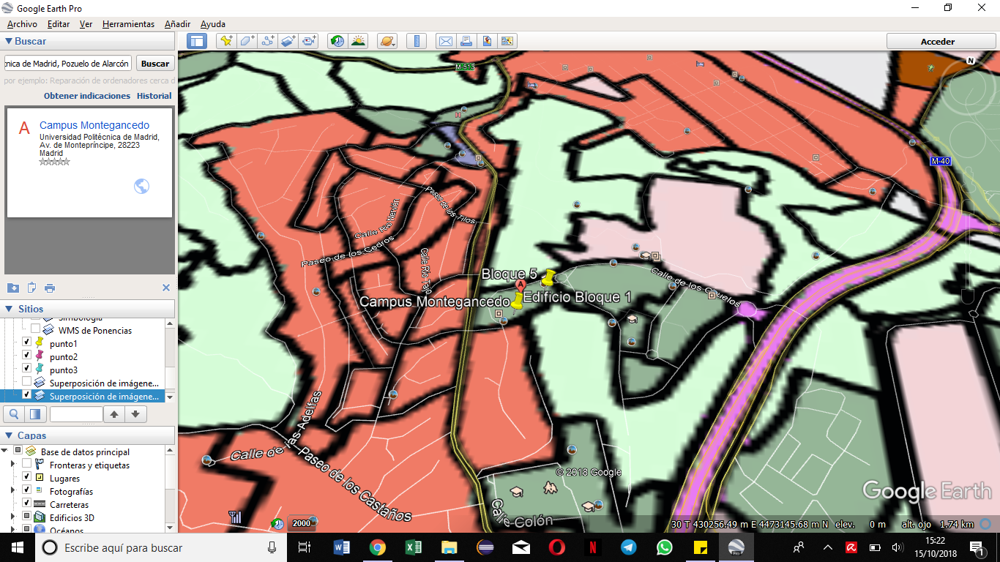 Google Earth Pro
Archivo Editar Ver Herramientas Añadir Ayuda
Buscar
Acceder
:nica de Madrid, Pozuelo de Alarcón
Buscar
por ejemplo: Reparación de ordenadores cerca d
Obtener indicaciones Historial
A
Campus Montegancedo
Universidad Politécnica de Madrid,
Av. de Montepríncipe, 28223
Madrid
Sitios
Simbología
WMS de Ponencias
punto1
punto2
punto3
Superposición de imágene...
Superposición de imágene...
Capas
Base de datos principal
Fronteras y etiquetas
Lugares
Fotografías
Carreteras
Edificios 3D
Océanos
M-513
N
H
M-40
Paseo de los Tilos
Paseo de los Cedros
Calle Río Tajo
Bloque 5
A
Campus Montegancedo
Edificio Bloque 1
Calle de los Ciruelos
Calle de las Adelfas
Paseo de los Castaños
Calle Colón
© 2018 Google
Google Earth
2000
30 T 430256.49 m E 4473145.68 m N elev. 0 m alt. ojo 1.74 km
Escribe aquí para buscar
15:22
15/10/2018
1